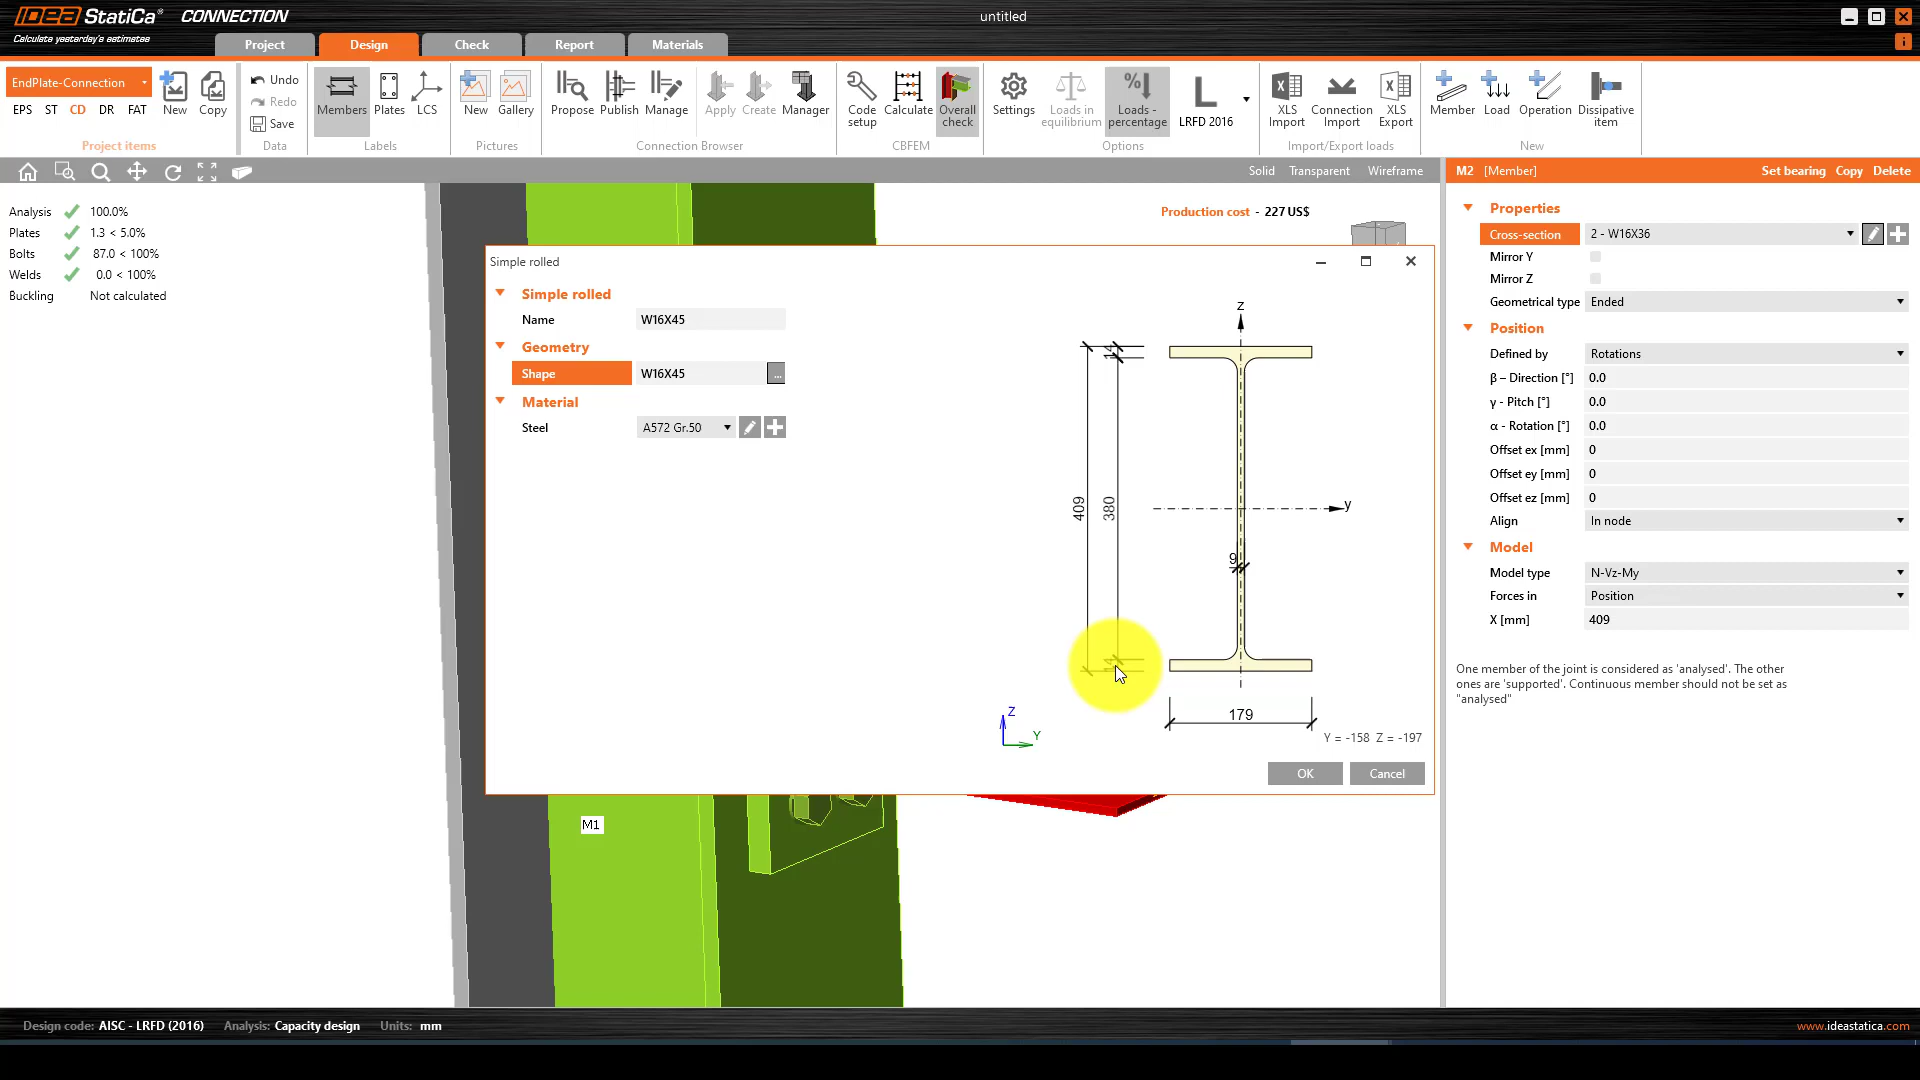 IDEA StatiCa® CONNECTION
Calculate yesterday's estimates
untitled
Project
Design
Check
Report
Materials
EndPlate-Connection
EPS ST CD DR FAT
New
Copy
Project items
Undo
Redo
Save
Data
Members
Plates
LCS
Labels
New
Gallery
Pictures
Propose
Publish
Manage
Apply
Create
Manager
Connection Browser
Code setup
Calculate
Overall check
CBFEM
Settings
Loads in equilibrium
Loads - percentage
LRFD 2016
Options
XLS Import
Connection Import
XLS Export
Import/Export loads
Member
Load
Operation
Dissipative item
New
Solid
Transparent
Wireframe
M2 [Member]
Set bearing Copy Delete
Analysis 100.0%
Plates 1.3 < 5.0%
Bolts 87.0 < 100%
Welds 0.0 < 100%
Buckling Not calculated
Production cost - 227 US$
Simple rolled
Simple rolled
Name W16X45
Geometry
Shape W16X45 ...
Material
Steel A572 Gr.50
z
y
14
409
380
9
179
Z
Y
Y = -158 Z = -197
OK
Cancel
M1
Properties
Cross-section 2 - W16X36
Mirror Y
Mirror Z
Geometrical type Ended
Position
Defined by Rotations
β – Direction [°] 0.0
γ - Pitch [°] 0.0
α - Rotation [°] 0.0
Offset ex [mm] 0
Offset ey [mm] 0
Offset ez [mm] 0
Align In node
Model
Model type N-Vz-My
Forces in Position
X [mm] 409
One member of the joint is considered as 'analysed'. The other
ones are 'supported'. Continuous member should not be set as
"analysed"
Design code: AISC - LRFD (2016) Analysis: Capacity design Units: mm
www.ideastatica.com